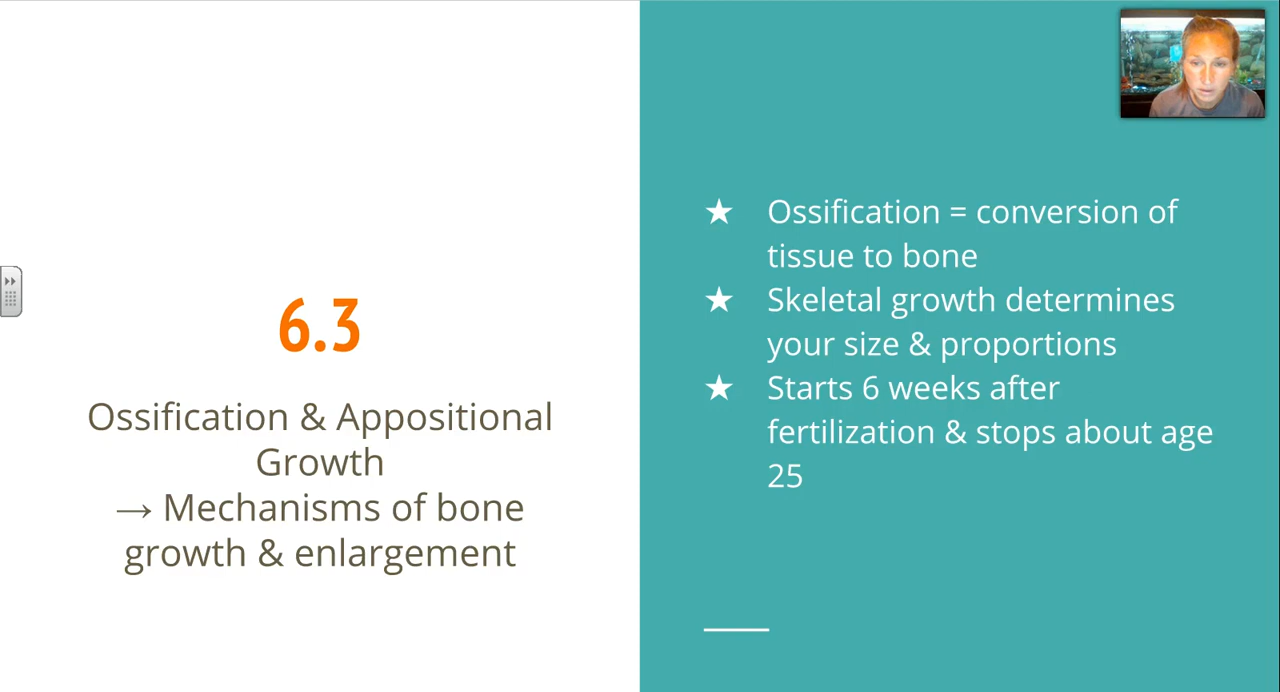 6.3
Ossification & Appositional
Growth
→ Mechanisms of bone
growth & enlargement
★ Ossification = conversion of
tissue to bone
★ Skeletal growth determines
your size & proportions
★ Starts 6 weeks after
fertilization & stops about age
25